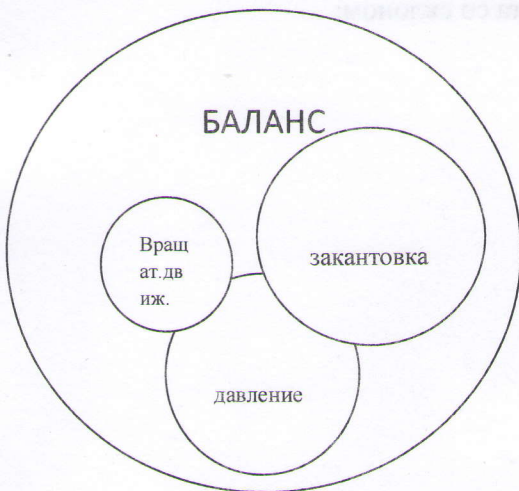 БАЛАНС
Вращ
ат.дв
иж.
закантовка
давление